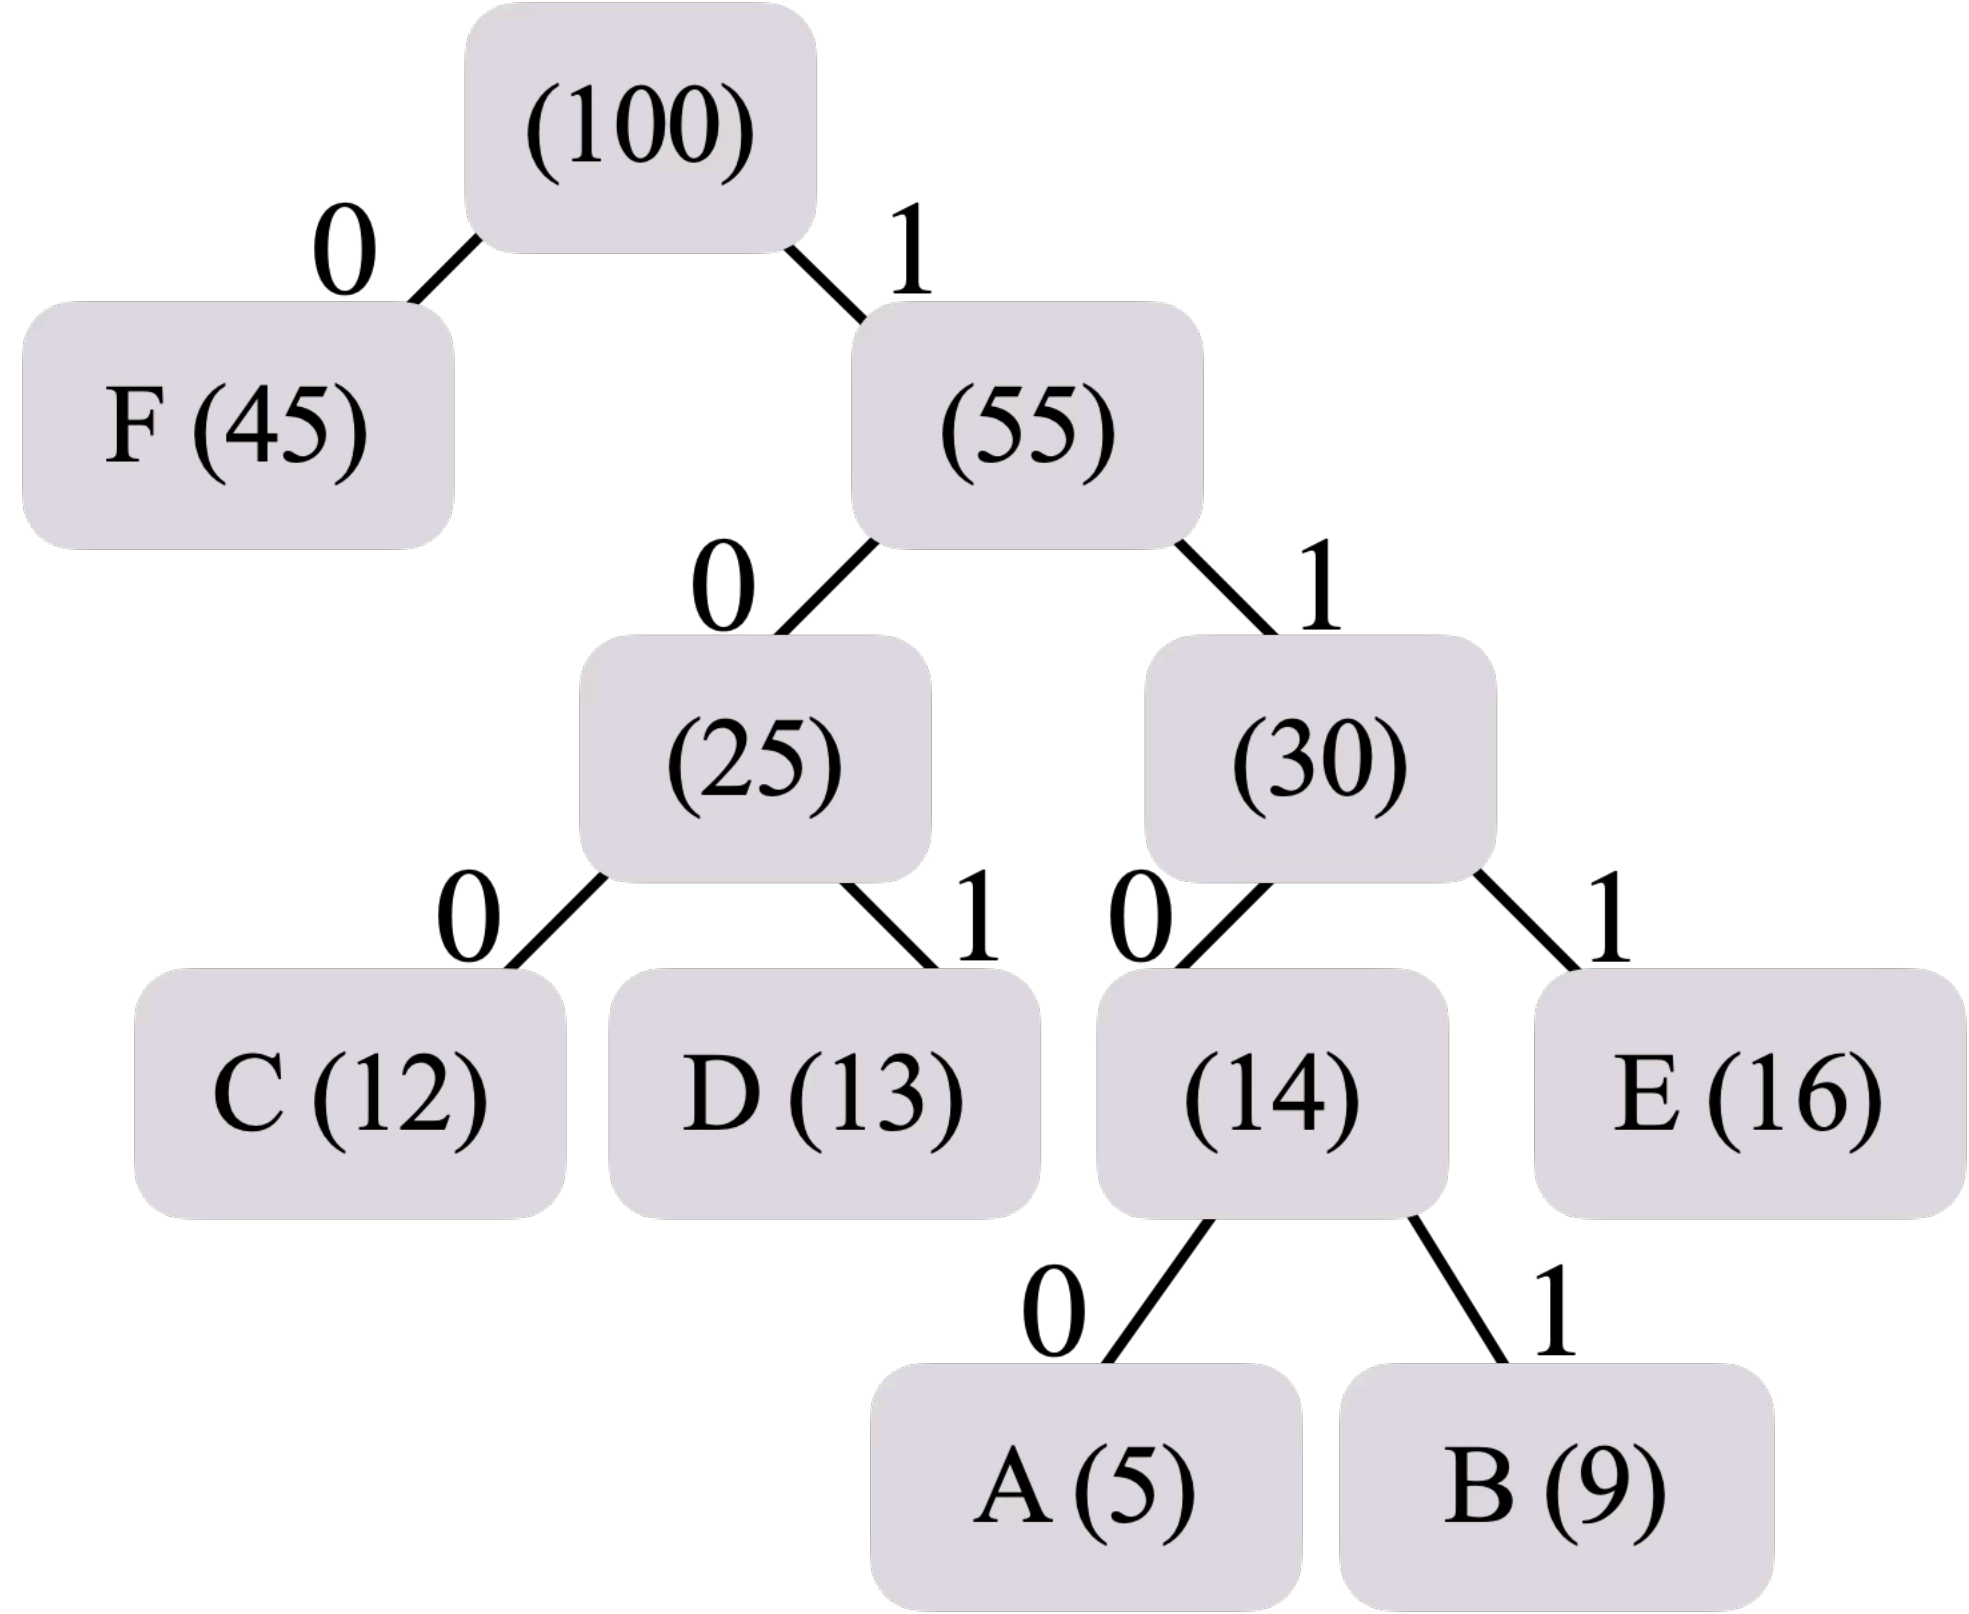 (100)
0 1
F (45) (55)
0 1
(25) (30)
0 1 0 1
C (12) D (13) (14) E (16)
0 1
A (5) B (9)